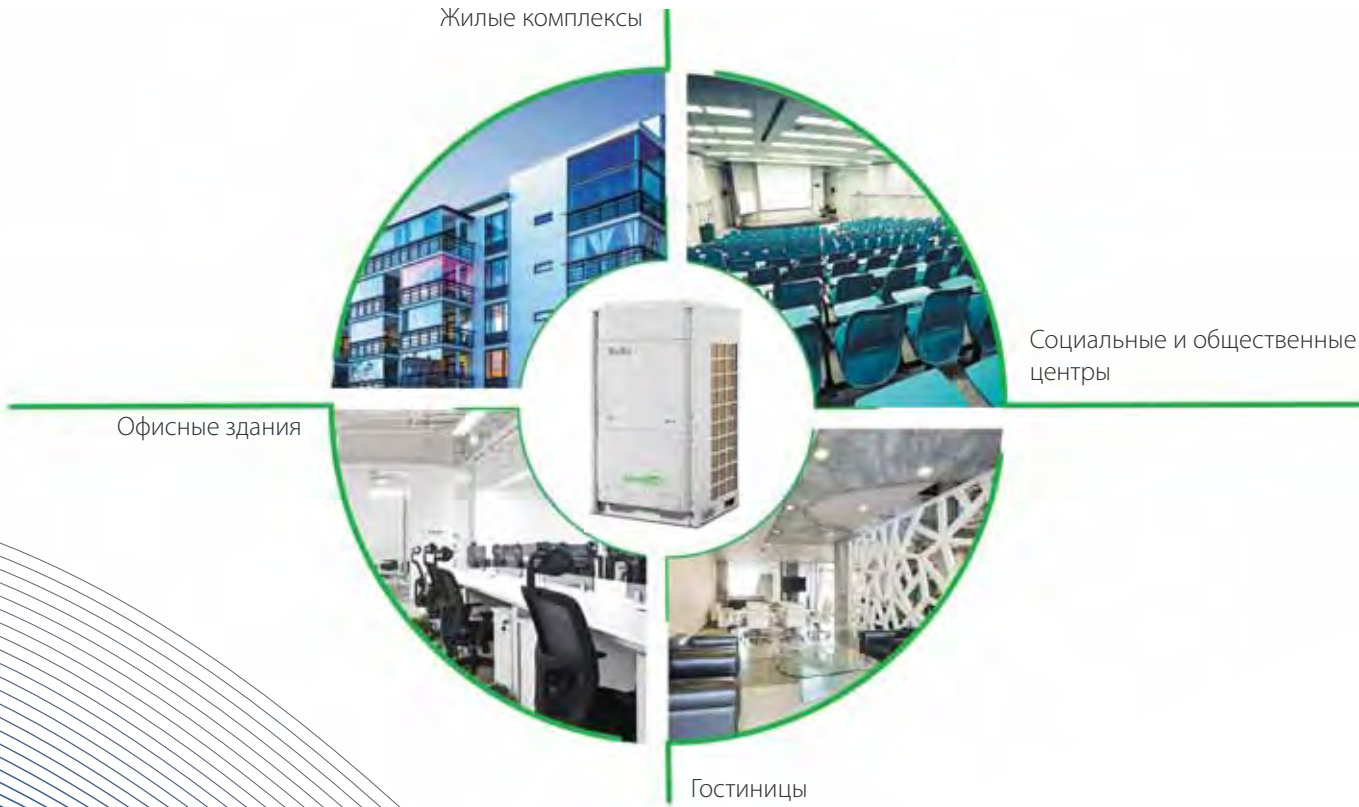 Жилые комплексы
Социальные и общественные
центры
Офисные здания
Гостиницы